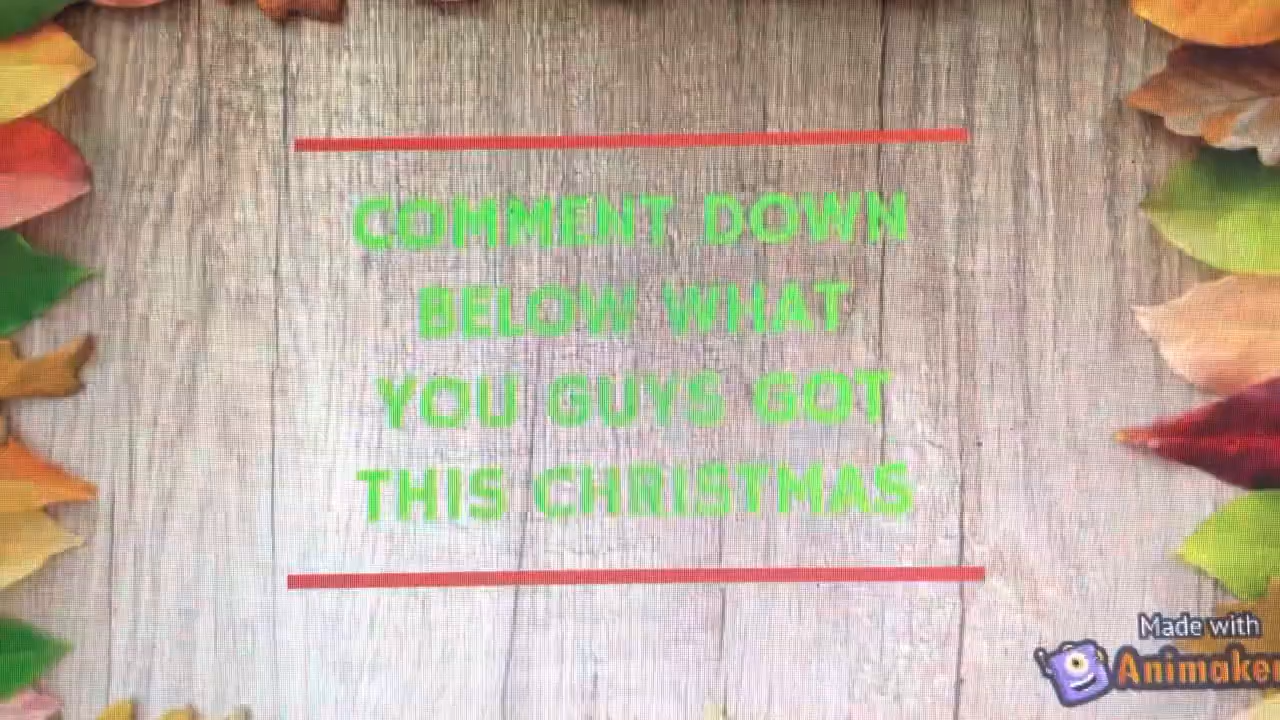 COMMENT DOWN
BELOW WHAT
YOU GUYS GOT
THIS CHRISTMAS
Made with
Animaker